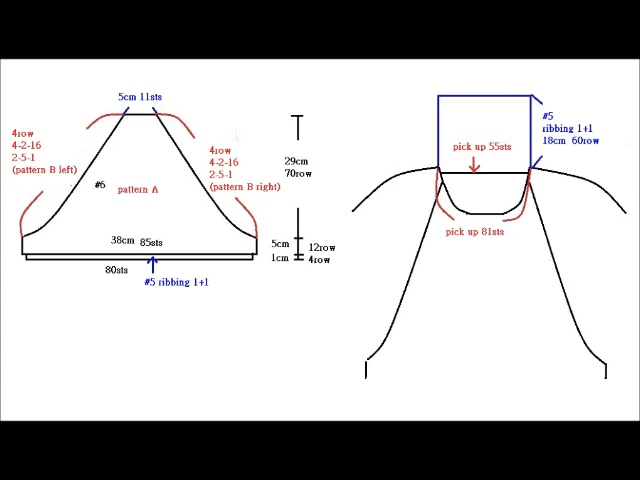 5cm 11sts
4row
4-2-16
2-5-1
(pattern B left)
4row
4-2-16
2-5-1
(pattern B right)
#6
pattern A
29cm
70row
38cm 85sts
5cm
12row
1cm
4row
80sts
#5 ribbing 1+1
#5
ribbing 1+1
18cm 60row
pick up 55sts
pick up 81sts